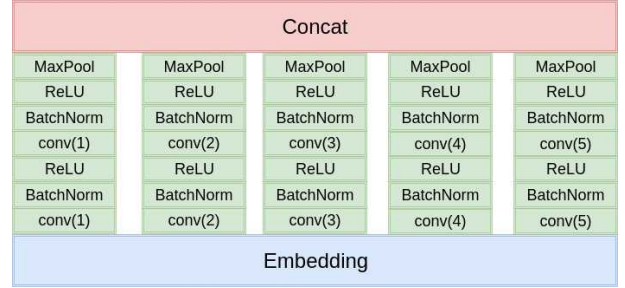 Concat
MaxPool MaxPool MaxPool MaxPool MaxPool
ReLU ReLU ReLU ReLU ReLU
BatchNorm BatchNorm BatchNorm BatchNorm BatchNorm
conv(1) conv(2) conv(3) conv(4) conv(5)
ReLU ReLU ReLU ReLU ReLU
BatchNorm BatchNorm BatchNorm BatchNorm BatchNorm
conv(1) conv(2) conv(3) conv(4) conv(5)
Embedding